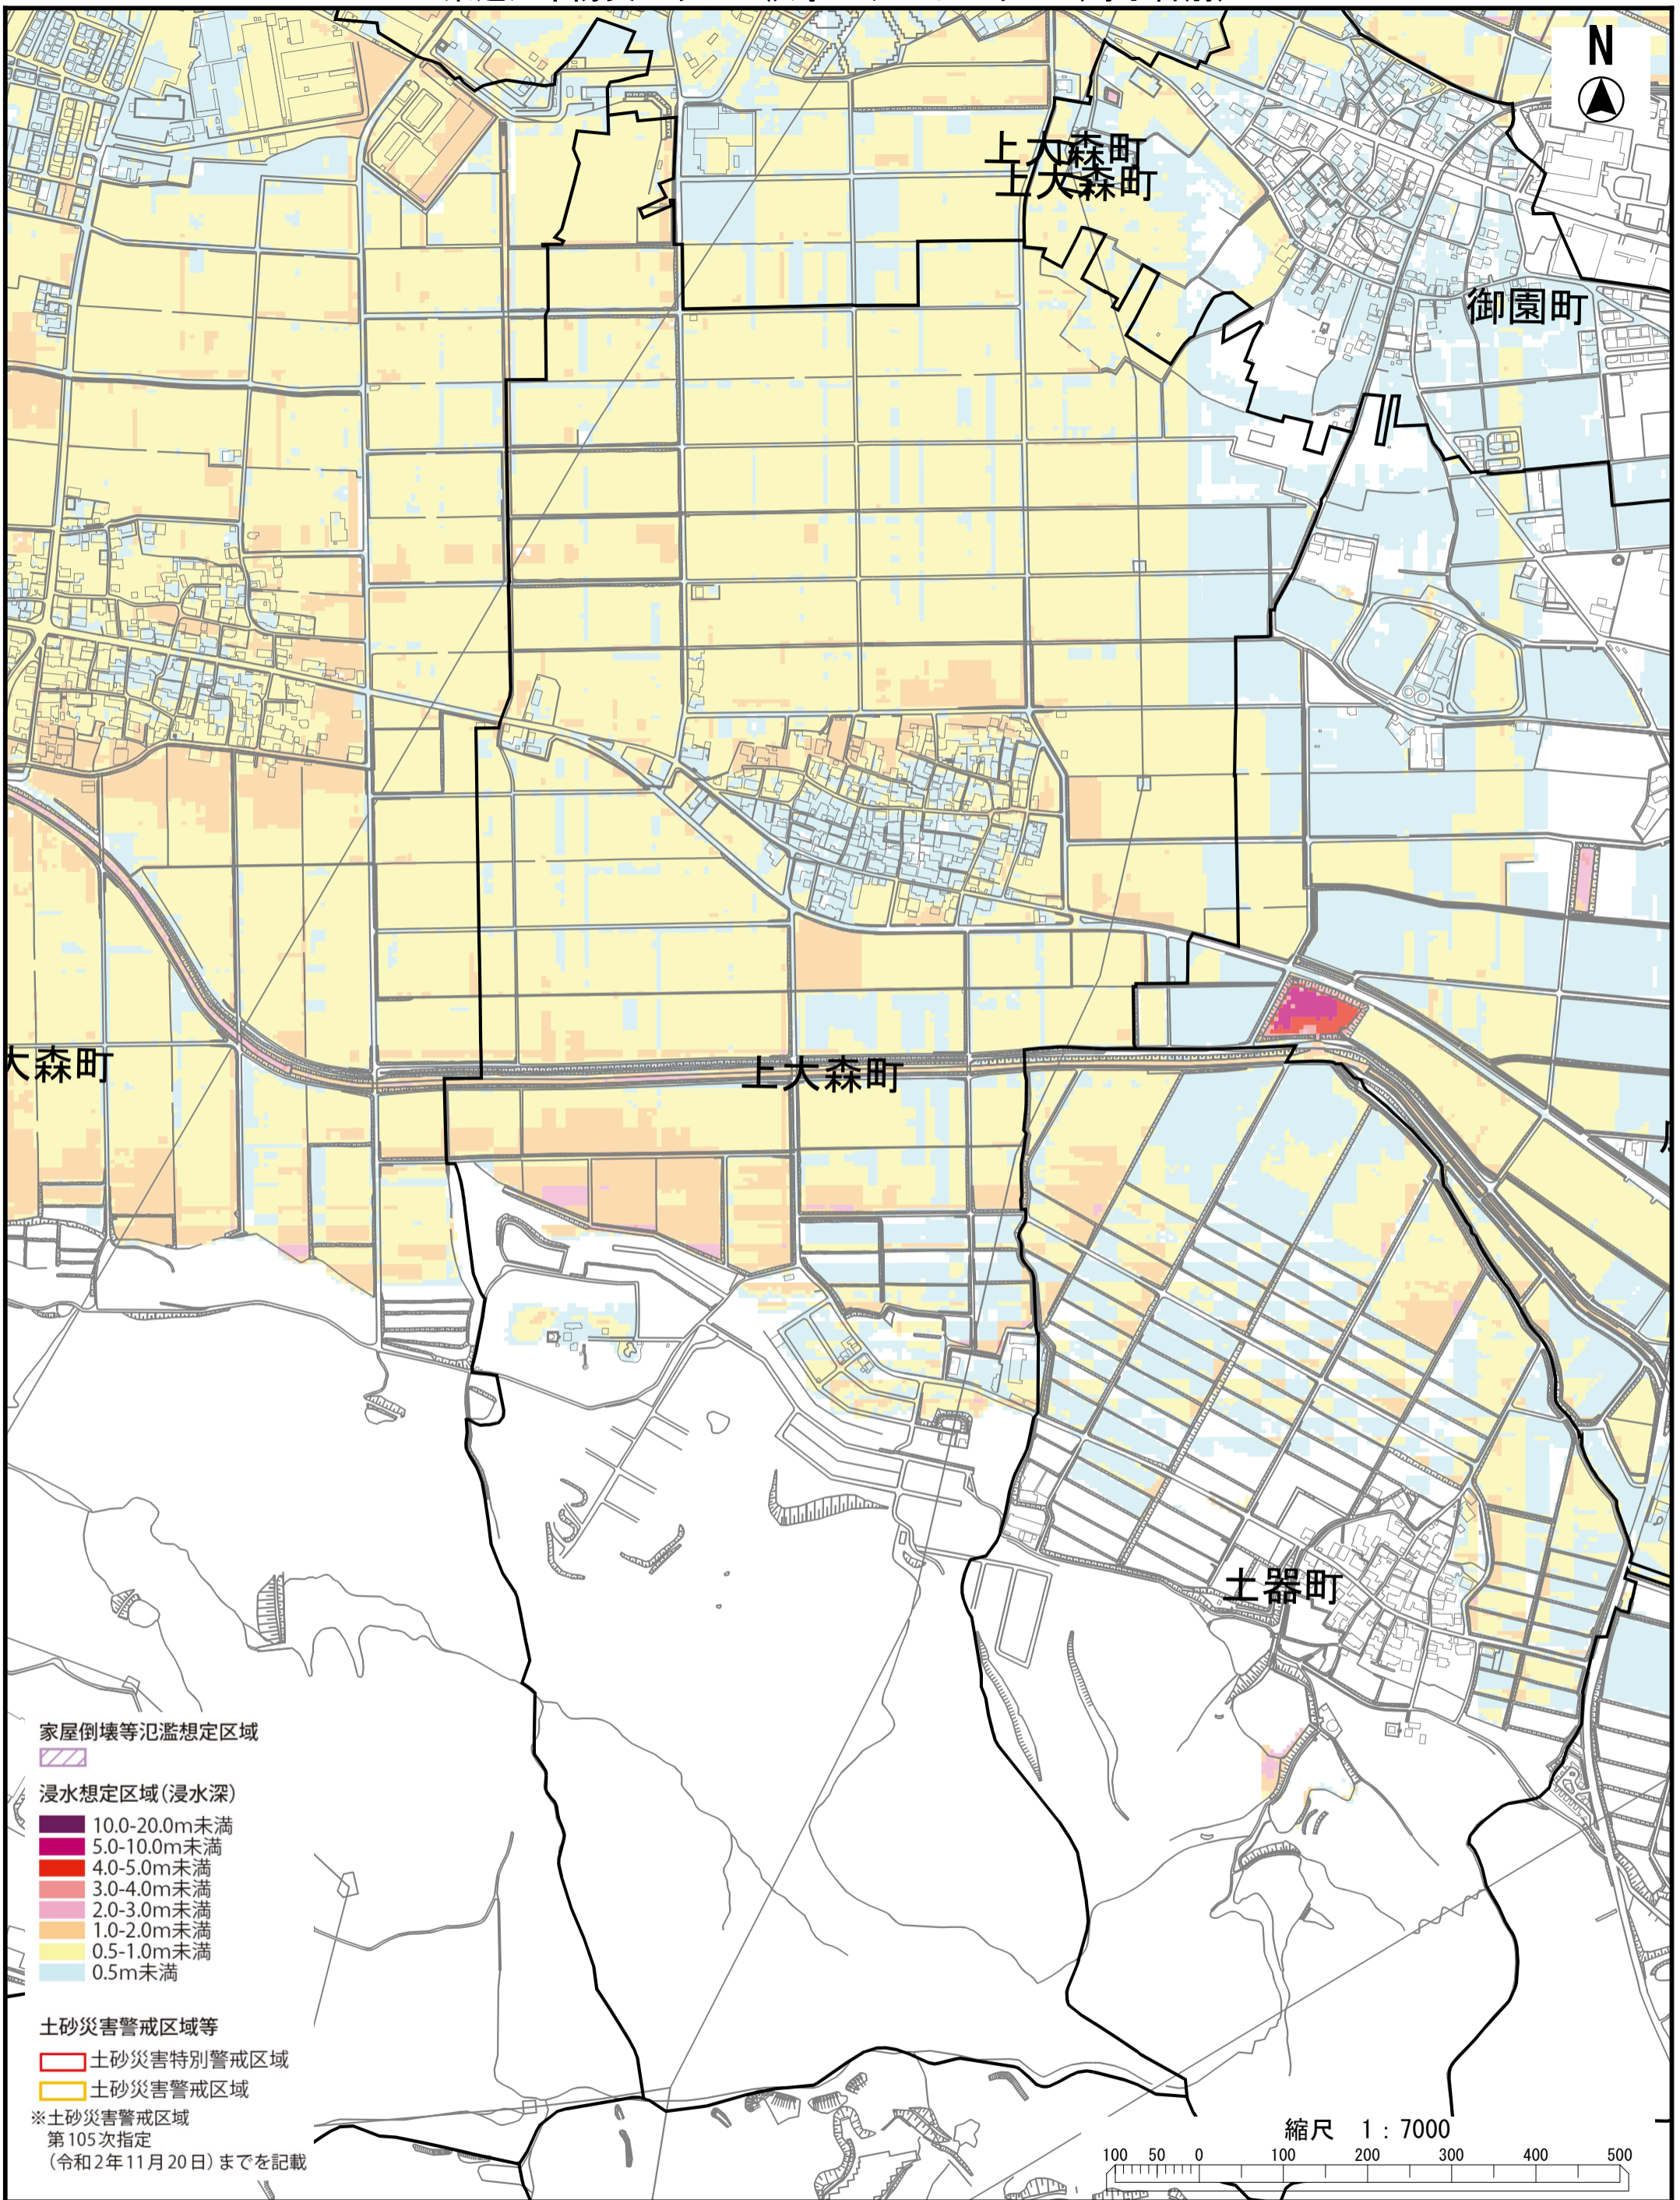 N
上大森町
上大森町
御園町
大森町
上大森町
土器町
家屋倒壊等氾濫想定区域
浸水想定区域(浸水深)
10.0-20.0m未満
5.0-10.0m未満
4.0-5.0m未満
3.0-4.0m未満
2.0-3.0m未満
1.0-2.0m未満
0.5-1.0m未満
0.5m未満
土砂災害警戒区域等
土砂災害特別警戒区域
土砂災害警戒区域
※土砂災害警戒区域
第105次指定
(令和2年11月20日)までを記載
縮尺 1:7000
100 50 0 100 200 300 400 500